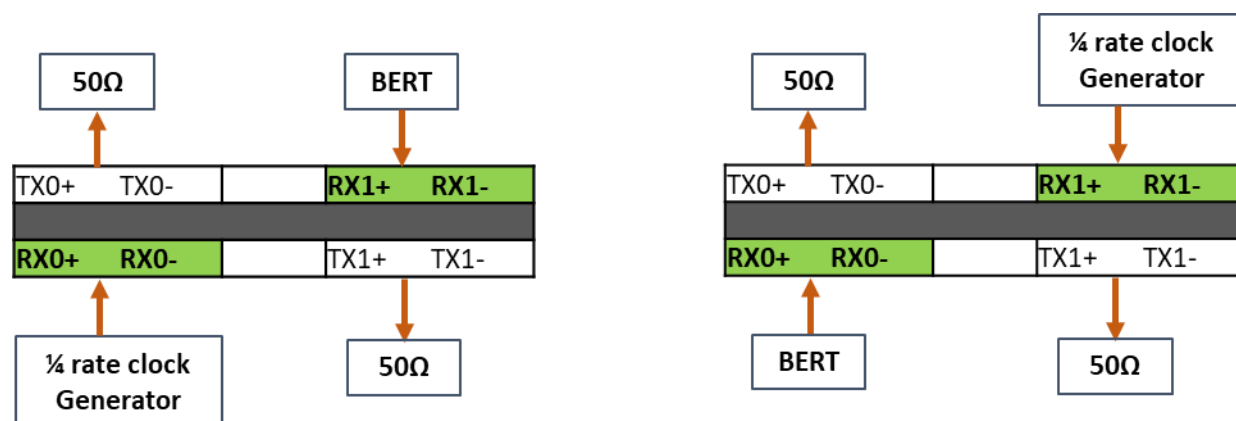 50Ω
BERT
TX0+ TX0- RX1+ RX1-
RX0+ RX0- TX1+ TX1-
¼ rate clock
Generator
50Ω
50Ω
¼ rate clock
Generator
TX0+ TX0- RX1+ RX1-
RX0+ RX0- TX1+ TX1-
BERT
50Ω